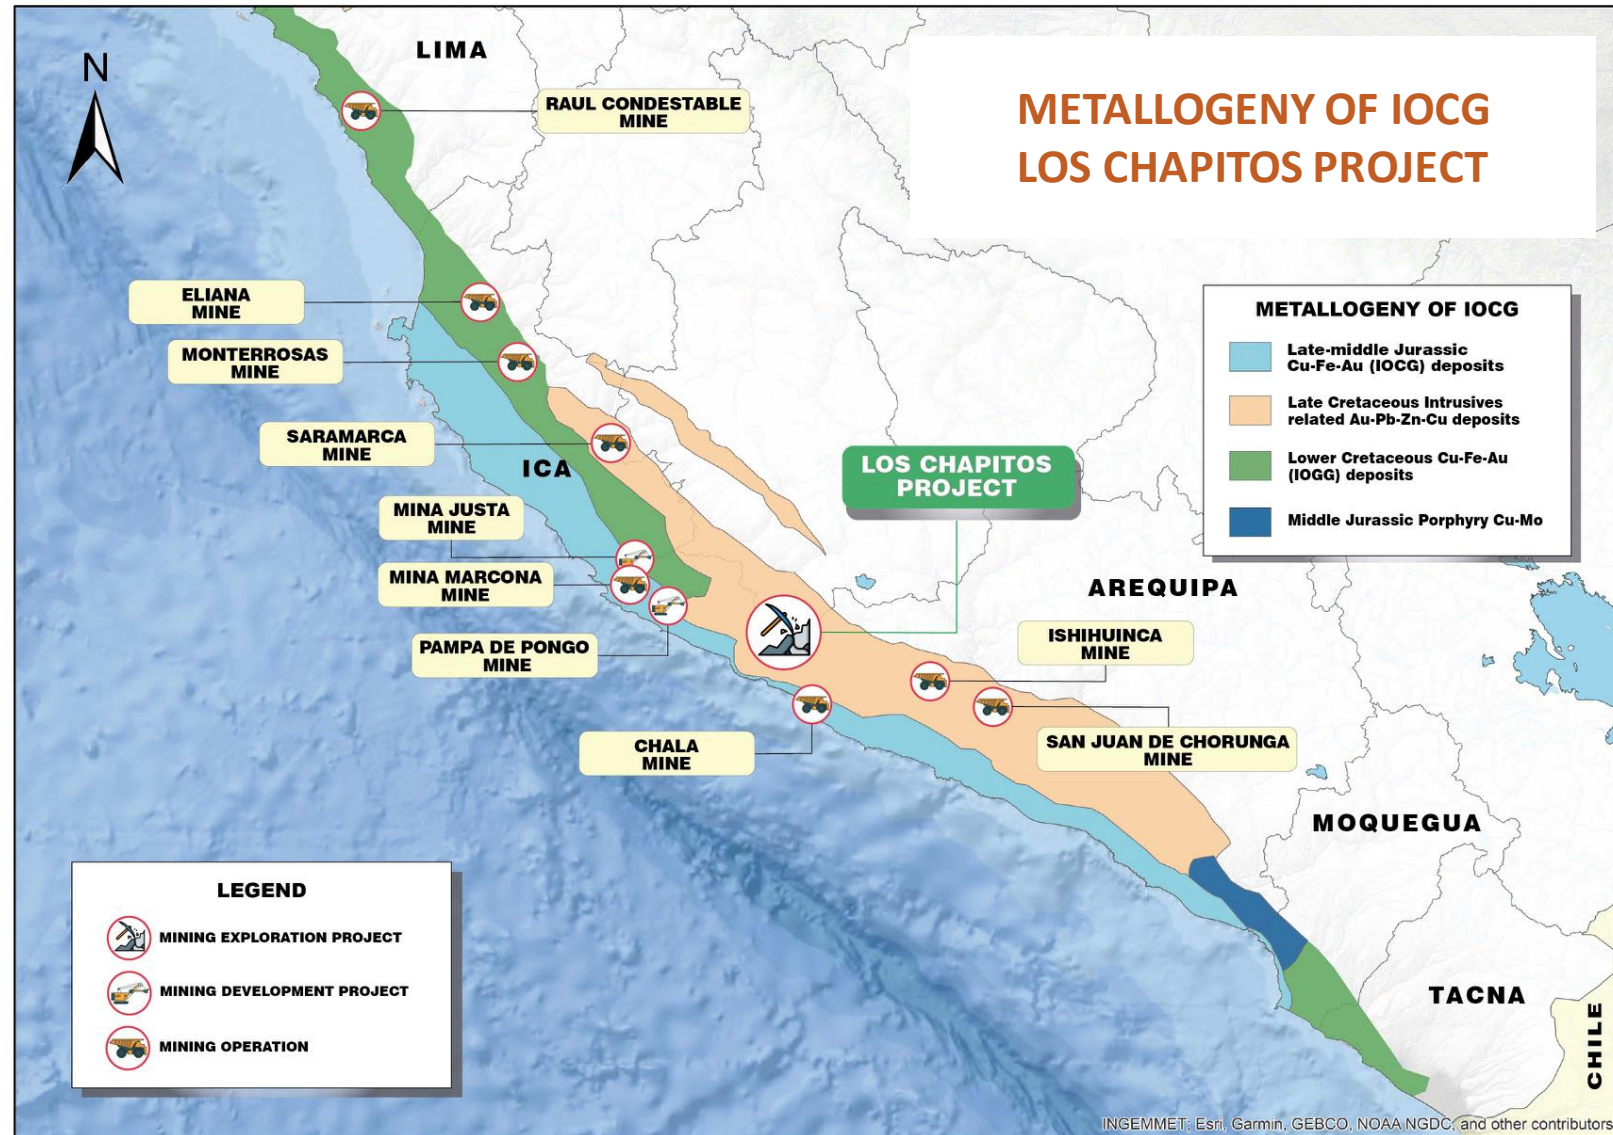 METALLOGENY OF IOCG
LOS CHAPITOS PROJECT
N
LIMA
RAUL CONDESTABLE
MINE
ELIANA
MINE
MONTERROSAS
MINE
SARAMARCA
MINE
ICA
MINA JUSTA
MINE
MINA MARCONA
MINE
PAMPA DE PONGO
MINE
LOS CHAPITOS
PROJECT
AREQUIPA
ISHIHUINCA
MINE
SAN JUAN DE CHORUNGA
MINE
CHALA
MINE
MOQUEGUA
TACNA
CHILE
METALLOGENY OF IOCG
Late-middle Jurassic
Cu-Fe-Au (IOCG) deposits
Late Cretaceous Intrusives
related Au-Pb-Zn-Cu deposits
Lower Cretaceous Cu-Fe-Au
(IOGG) deposits
Middle Jurassic Porphyry Cu-Mo
LEGEND
MINING EXPLORATION PROJECT
MINING DEVELOPMENT PROJECT
MINING OPERATION
INGEMMET; Esri, Garmin, GEBCO, NOAA NGDC, and other contributors